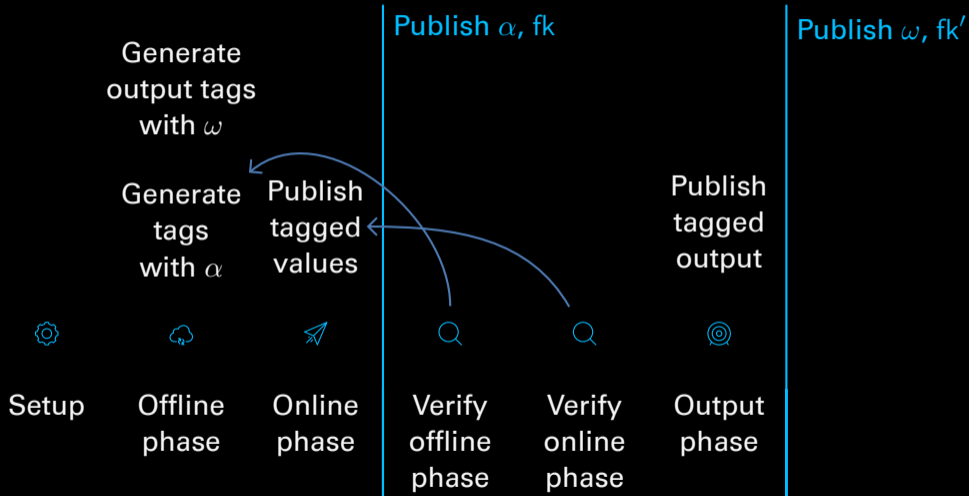 Publish α, fk
Publish ω, fk′
Generate
output tags
with ω
Generate
tags
with α
Publish
tagged
values
Publish
tagged
output
Setup
Offline
phase
Online
phase
Verify
offline
phase
Verify
online
phase
Output
phase